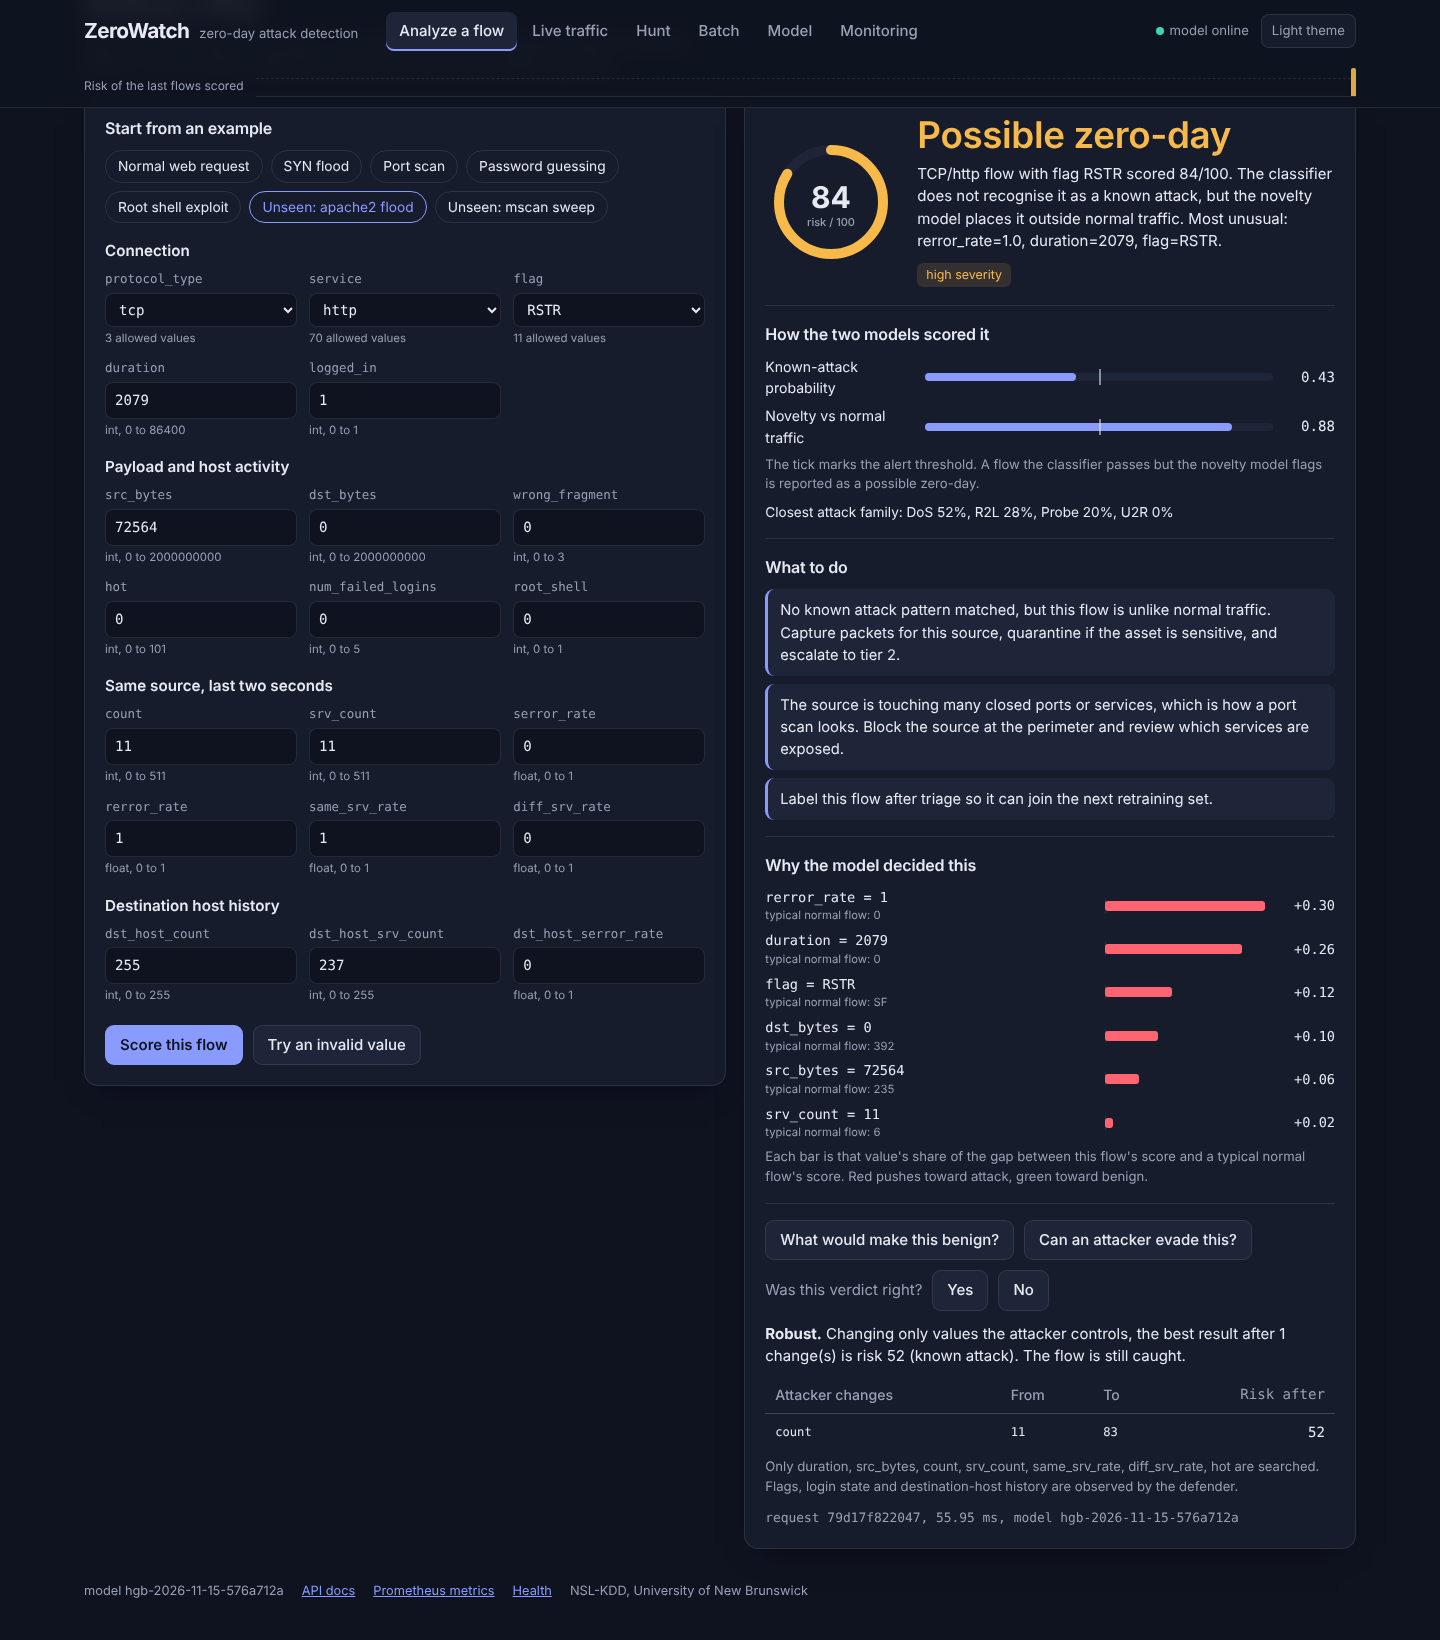 ZeroWatch zero-day attack detection
Analyze a flow
Live traffic
Hunt
Batch
Model
Monitoring
model online
Light theme
Risk of the last flows scored
Start from an example
Normal web request
SYN flood
Port scan
Password guessing
Root shell exploit
Unseen: apache2 flood
Unseen: mscan sweep
Connection
protocol_type
service
flag
tcp
http
RSTR
3 allowed values
70 allowed values
11 allowed values
duration
logged_in
2079
1
int, 0 to 86400
int, 0 to 1
Payload and host activity
src_bytes
dst_bytes
wrong_fragment
72564
0
0
int, 0 to 2000000000
int, 0 to 2000000000
int, 0 to 3
hot
num_failed_logins
root_shell
0
0
0
int, 0 to 101
int, 0 to 5
int, 0 to 1
Same source, last two seconds
count
srv_count
serror_rate
11
11
0
int, 0 to 511
int, 0 to 511
float, 0 to 1
rerror_rate
same_srv_rate
diff_srv_rate
1
1
0
float, 0 to 1
float, 0 to 1
float, 0 to 1
Destination host history
dst_host_count
dst_host_srv_count
dst_host_serror_rate
255
237
0
int, 0 to 255
int, 0 to 255
float, 0 to 1
Score this flow
Try an invalid value
84
risk / 100
Possible zero-day
TCP/http flow with flag RSTR scored 84/100. The classifier
does not recognise it as a known attack, but the novelty
model places it outside normal traffic. Most unusual:
rerror_rate=1.0, duration=2079, flag=RSTR.
high severity
How the two models scored it
Known-attack
probability
0.43
Novelty vs normal
traffic
0.88
The tick marks the alert threshold. A flow the classifier passes but the novelty model flags
is reported as a possible zero-day.
Closest attack family: DoS 52%, R2L 28%, Probe 20%, U2R 0%
What to do
No known attack pattern matched, but this flow is unlike normal traffic.
Capture packets for this source, quarantine if the asset is sensitive, and
escalate to tier 2.
The source is touching many closed ports or services, which is how a port
scan looks. Block the source at the perimeter and review which services are
exposed.
Label this flow after triage so it can join the next retraining set.
Why the model decided this
rerror_rate = 1
typical normal flow: 0
+0.30
duration = 2079
typical normal flow: 0
+0.26
flag = RSTR
typical normal flow: SF
+0.12
dst_bytes = 0
typical normal flow: 392
+0.10
src_bytes = 72564
typical normal flow: 235
+0.06
srv_count = 11
typical normal flow: 6
+0.02
Each bar is that value's share of the gap between this flow's score and a typical normal
flow's score. Red pushes toward attack, green toward benign.
What would make this benign?
Can an attacker evade this?
Was this verdict right?
Yes
No
Robust. Changing only values the attacker controls, the best result after 1
change(s) is risk 52 (known attack). The flow is still caught.
Attacker changes From To Risk after
count 11 83 52
Only duration, src_bytes, count, srv_count, same_srv_rate, diff_srv_rate, hot are searched.
Flags, login state and destination-host history are observed by the defender.
request 79d17f822047, 55.95 ms, model hgb-2026-11-15-576a712a
model hgb-2026-11-15-576a712a API docs Prometheus metrics Health NSL-KDD, University of New Brunswick